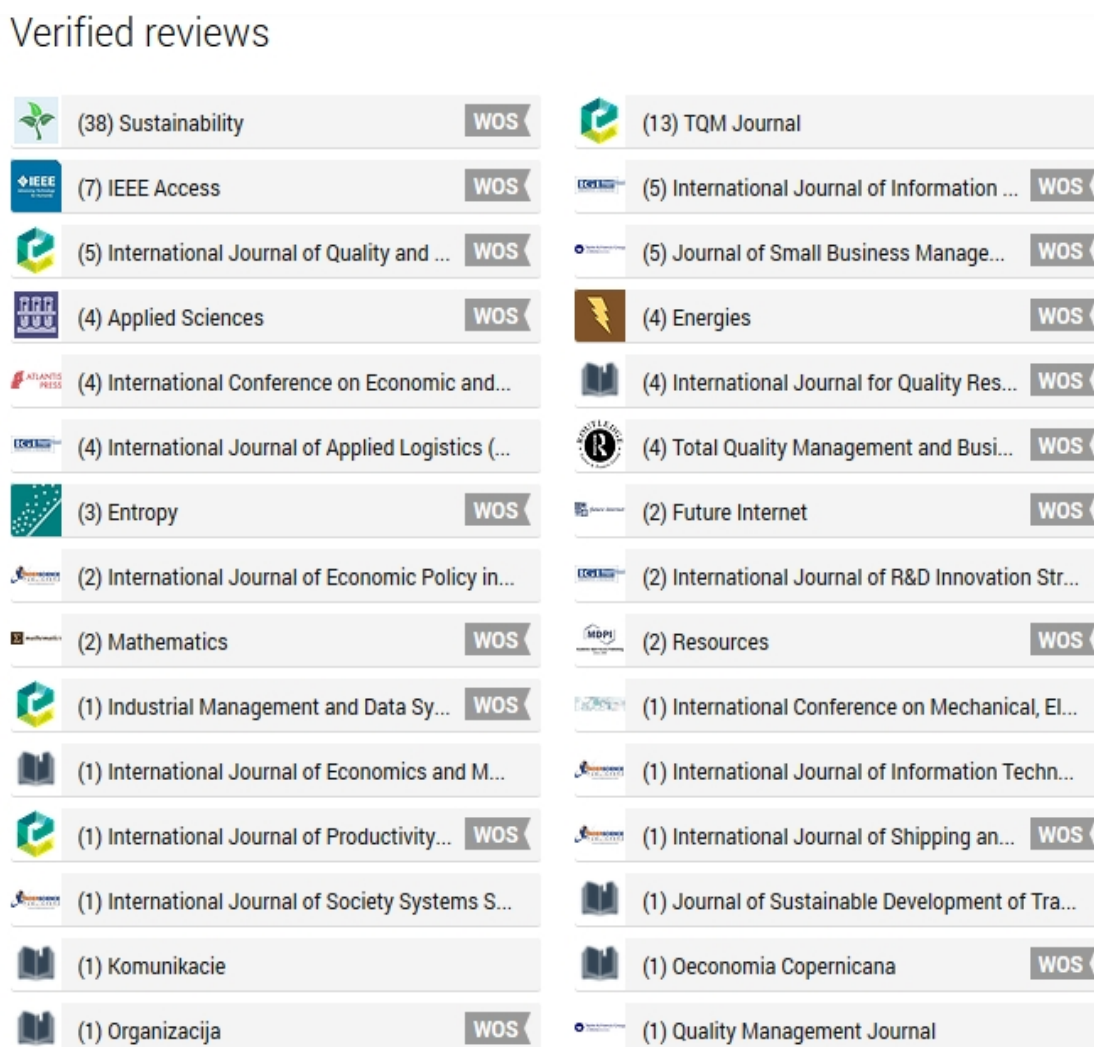 Verified reviews
(38) Sustainability WOS
(13) TQM Journal
IEEE
(7) IEEE Access WOS
(5) International Journal of Information ... WOS
(5) International Journal of Quality and ... WOS
(5) Journal of Small Business Manage... WOS
(4) Applied Sciences WOS
(4) Energies WOS
ATLANTIS PRESS
(4) International Conference on Economic and...
(4) International Journal for Quality Res... WOS
(4) International Journal of Applied Logistics (...
ROUTLEDGE
R
(4) Total Quality Management and Busi... WOS
(3) Entropy WOS
future internet
(2) Future Internet WOS
(2) International Journal of Economic Policy in...
(2) International Journal of R&D Innovation Str...
(2) Mathematics WOS
MDPI
(2) Resources WOS
(1) Industrial Management and Data Sy... WOS
(1) International Conference on Mechanical, El...
(1) International Journal of Economics and M...
(1) International Journal of Information Techn...
(1) International Journal of Productivity... WOS
(1) International Journal of Shipping an... WOS
(1) International Journal of Society Systems S...
(1) Journal of Sustainable Development of Tra...
(1) Komunikacie
(1) Oeconomia Copernicana WOS
(1) Organizacija WOS
(1) Quality Management Journal